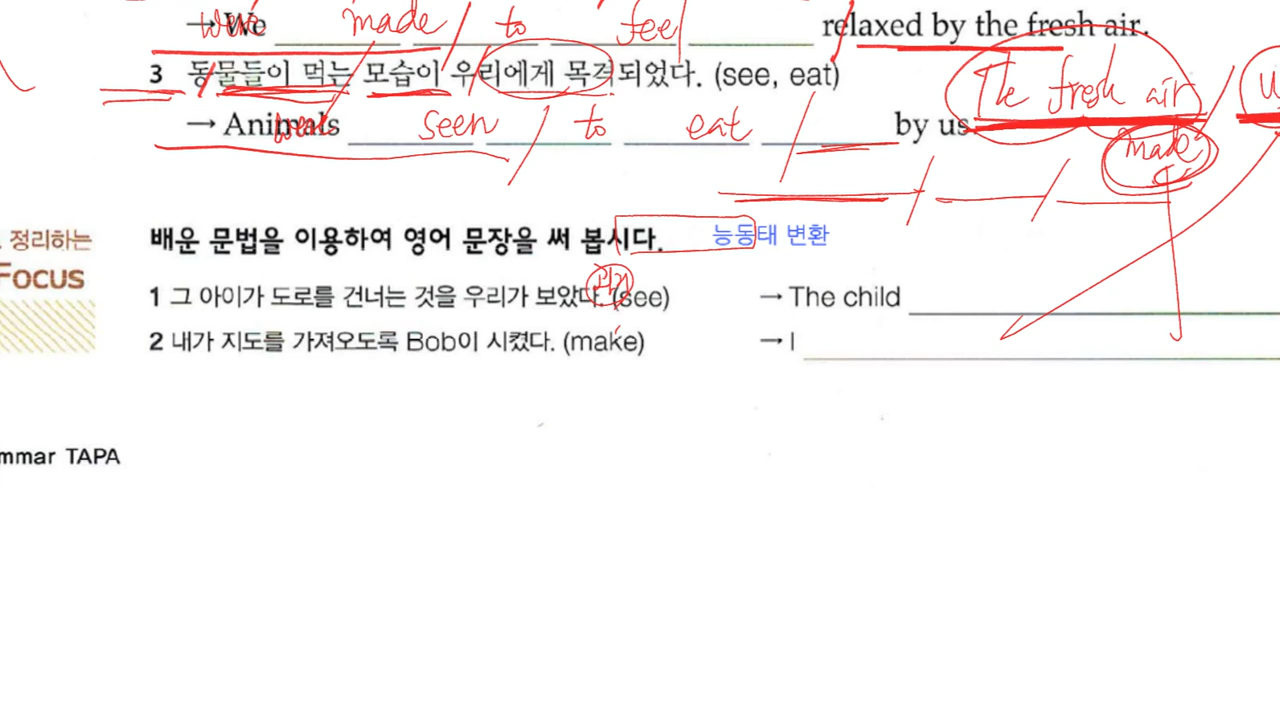 → We were made to feel relaxed by the fresh air.
3 동물들이 먹는 모습이 우리에게 목격되었다. (see, eat)
The fresh air
→ Animals were seen to eat by us
made
배운 문법을 이용하여 영어 문장을 써 봅시다. 능동태 변환
정리하는
Focus
과거
1 그 아이가 도로를 건너는 것을 우리가 보았다. (see) → The child
2 내가 지도를 가져오도록 Bob이 시켰다. (make) → I
mmar TAPA